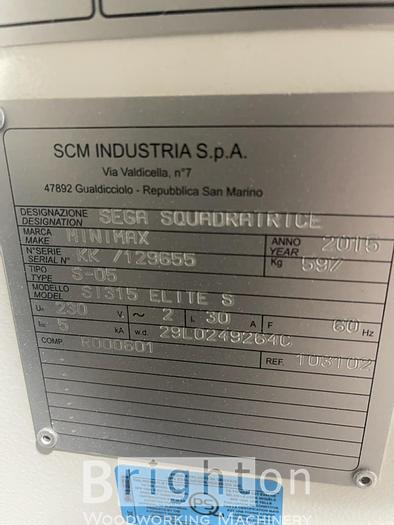 SCM INDUSTRIA S.p.A.
Via Valdicella, n°7
47892 Gualdicciolo - Repubblica San Marino
DESIGNAZIONE DESIGNATION SEGA SQUADRATRICE
MARCA MAKE MINIMAX ANNO YEAR 2015
N°SERIE SERIAL N° KK /129655 Kg 597
TIPO TYPE S-05
MODELLO MODEL SI315 ELITE S
230 V. ~ 2 30 A F 60 Hz
5 kA w.d. 29L0249264C
COMP. R000601
REF. 103102
Brighton
WOODWORKING MACHINERY